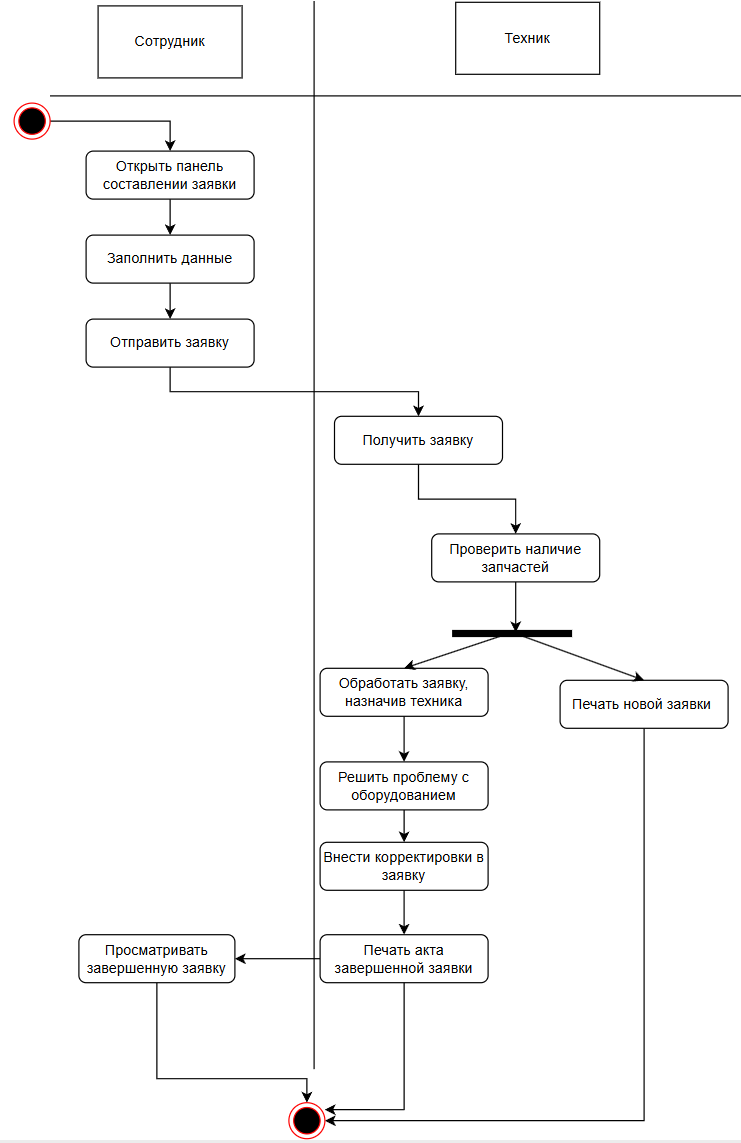 Сотрудник
Техник
Открыть панель
составлении заявки
Заполнить данные
Отправить заявку
Получить заявку
Проверить наличие
запчастей
Обработать заявку,
назначив техника
Печать новой заявки
Решить проблему с
оборудованием
Внести корректировки в
заявку
Просматривать
завершенную заявку
Печать акта
завершенной заявки